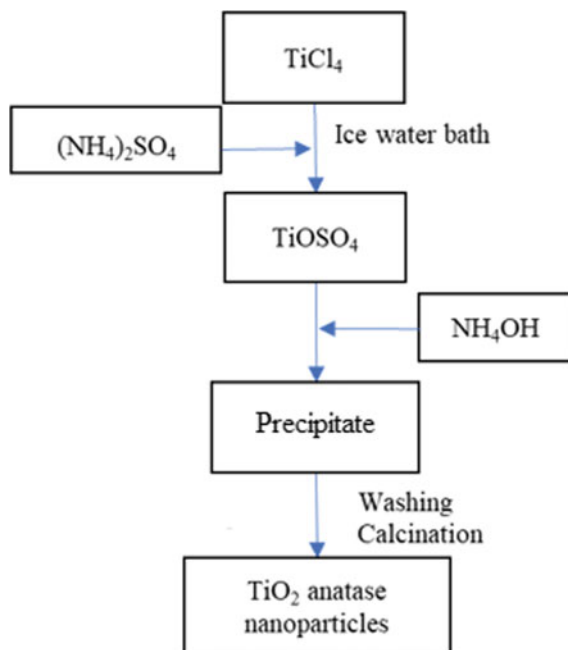 TiCl₄
(NH₄)₂SO₄
Ice water bath
TiOSO₄
NH₄OH
Precipitate
Washing
Calcination
TiO₂ anatase
nanoparticles